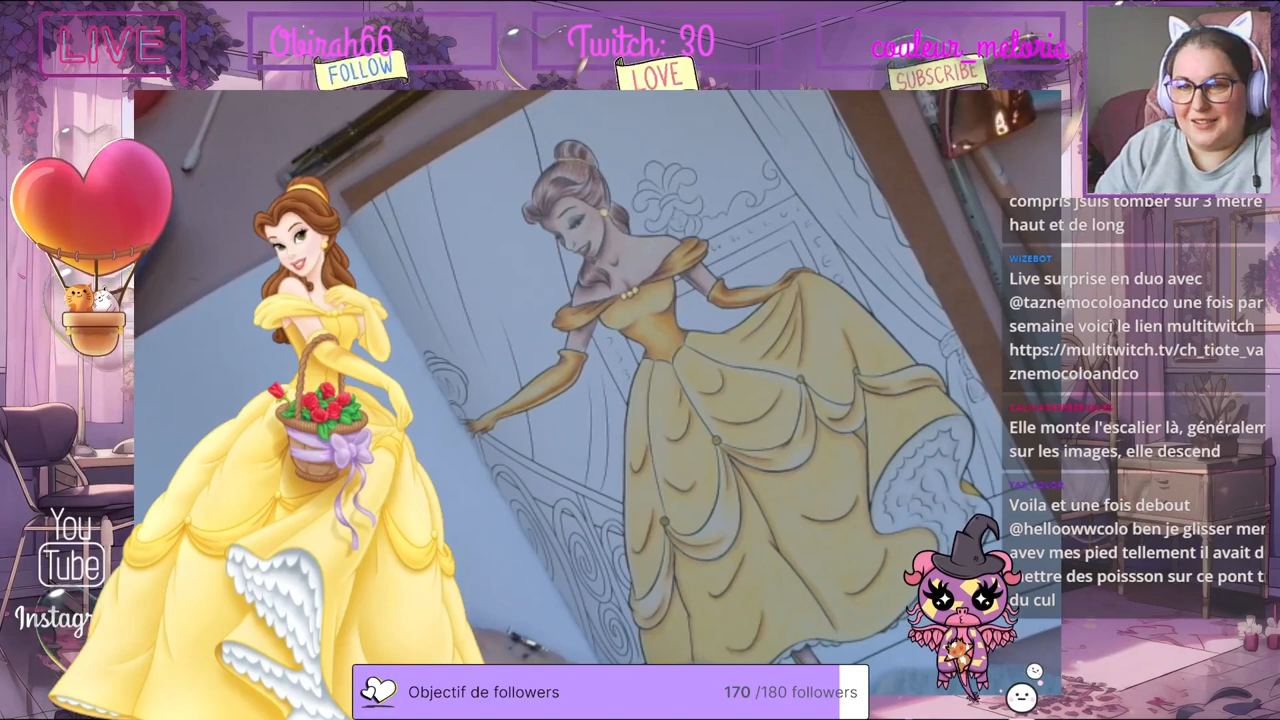 LIVE
Obirah66
Twitch: 30
couleur_meloria
FOLLOW
LOVE
SUBSCRIBE
compris jsuis tomber sur 3 metre
haut et de long
WIZEBOT
Live surprise en duo avec
@taznemocoloandco une fois par
semaine voici le lien multitwitch
https://multitwitch.tv/ch_tiote_va
znemocoloandco
Elle monte l'escalier là, généralem
sur les images, elle descend
Voila et une fois debout
@helloowwcolo ben je glisser mer
avev mes pied tellement il avait d
mettre des poissson sur ce pont t
du cul
You
Tube
Instagr
Objectif de followers
170 /180 followers